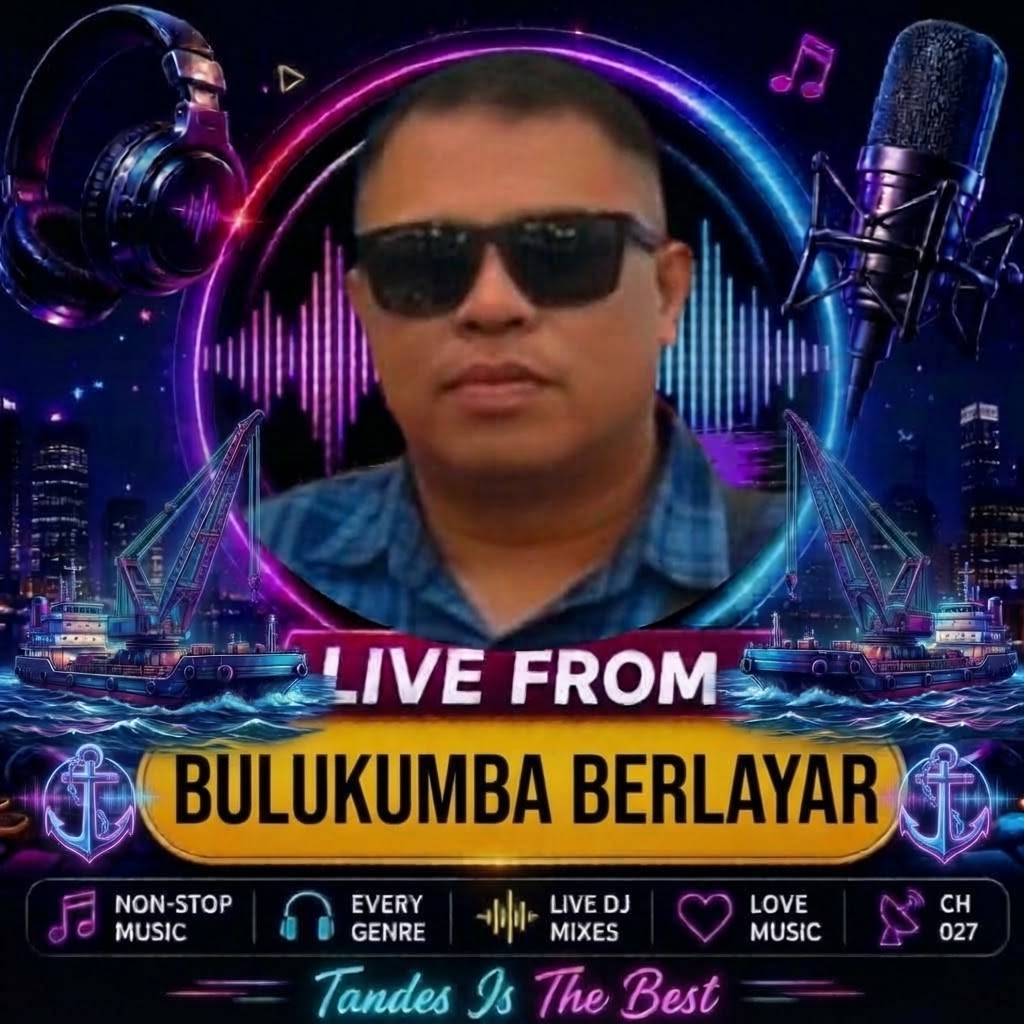 LIVE FROM
BULUKUMBA BERLAYAR
NON-STOP
MUSIC
EVERY
GENRE
LIVE DJ
MIXES
LOVE
MUSIC
CH
027
Tandes Is The Best